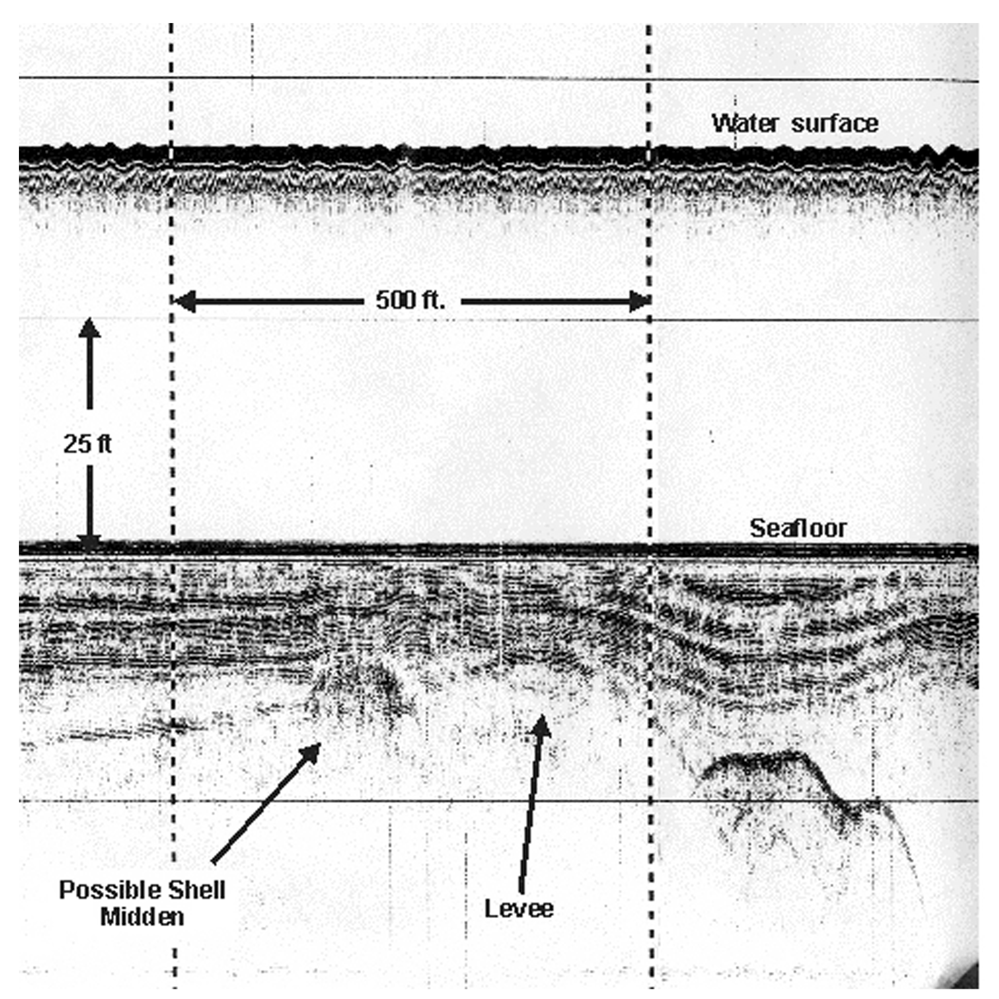 Water surface
500 ft.
25 ft
Seafloor
Possible Shell
Midden
Levee